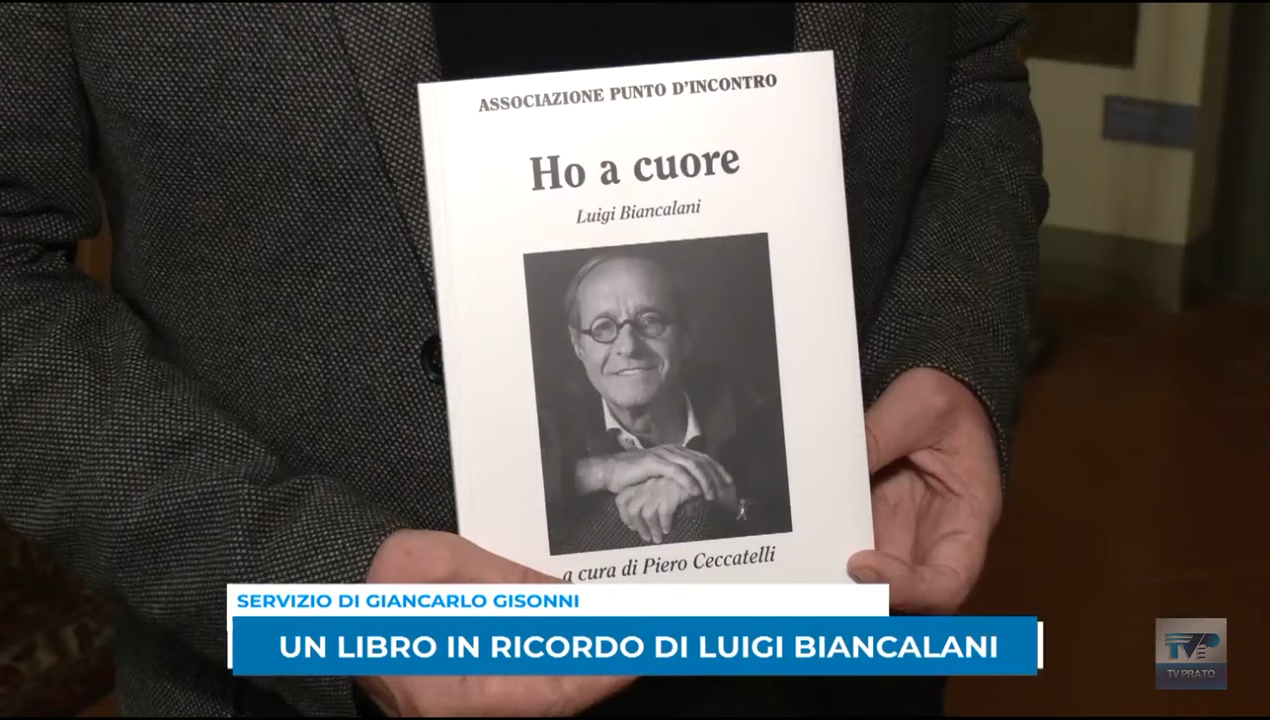 ASSOCIAZIONE PUNTO D'INCONTRO
Ho a cuore
Luigi Biancalani
a cura di Piero Ceccatelli
SERVIZIO DI GIANCARLO GISONNI
UN LIBRO IN RICORDO DI LUIGI BIANCALANI
TVP
TV PRATO